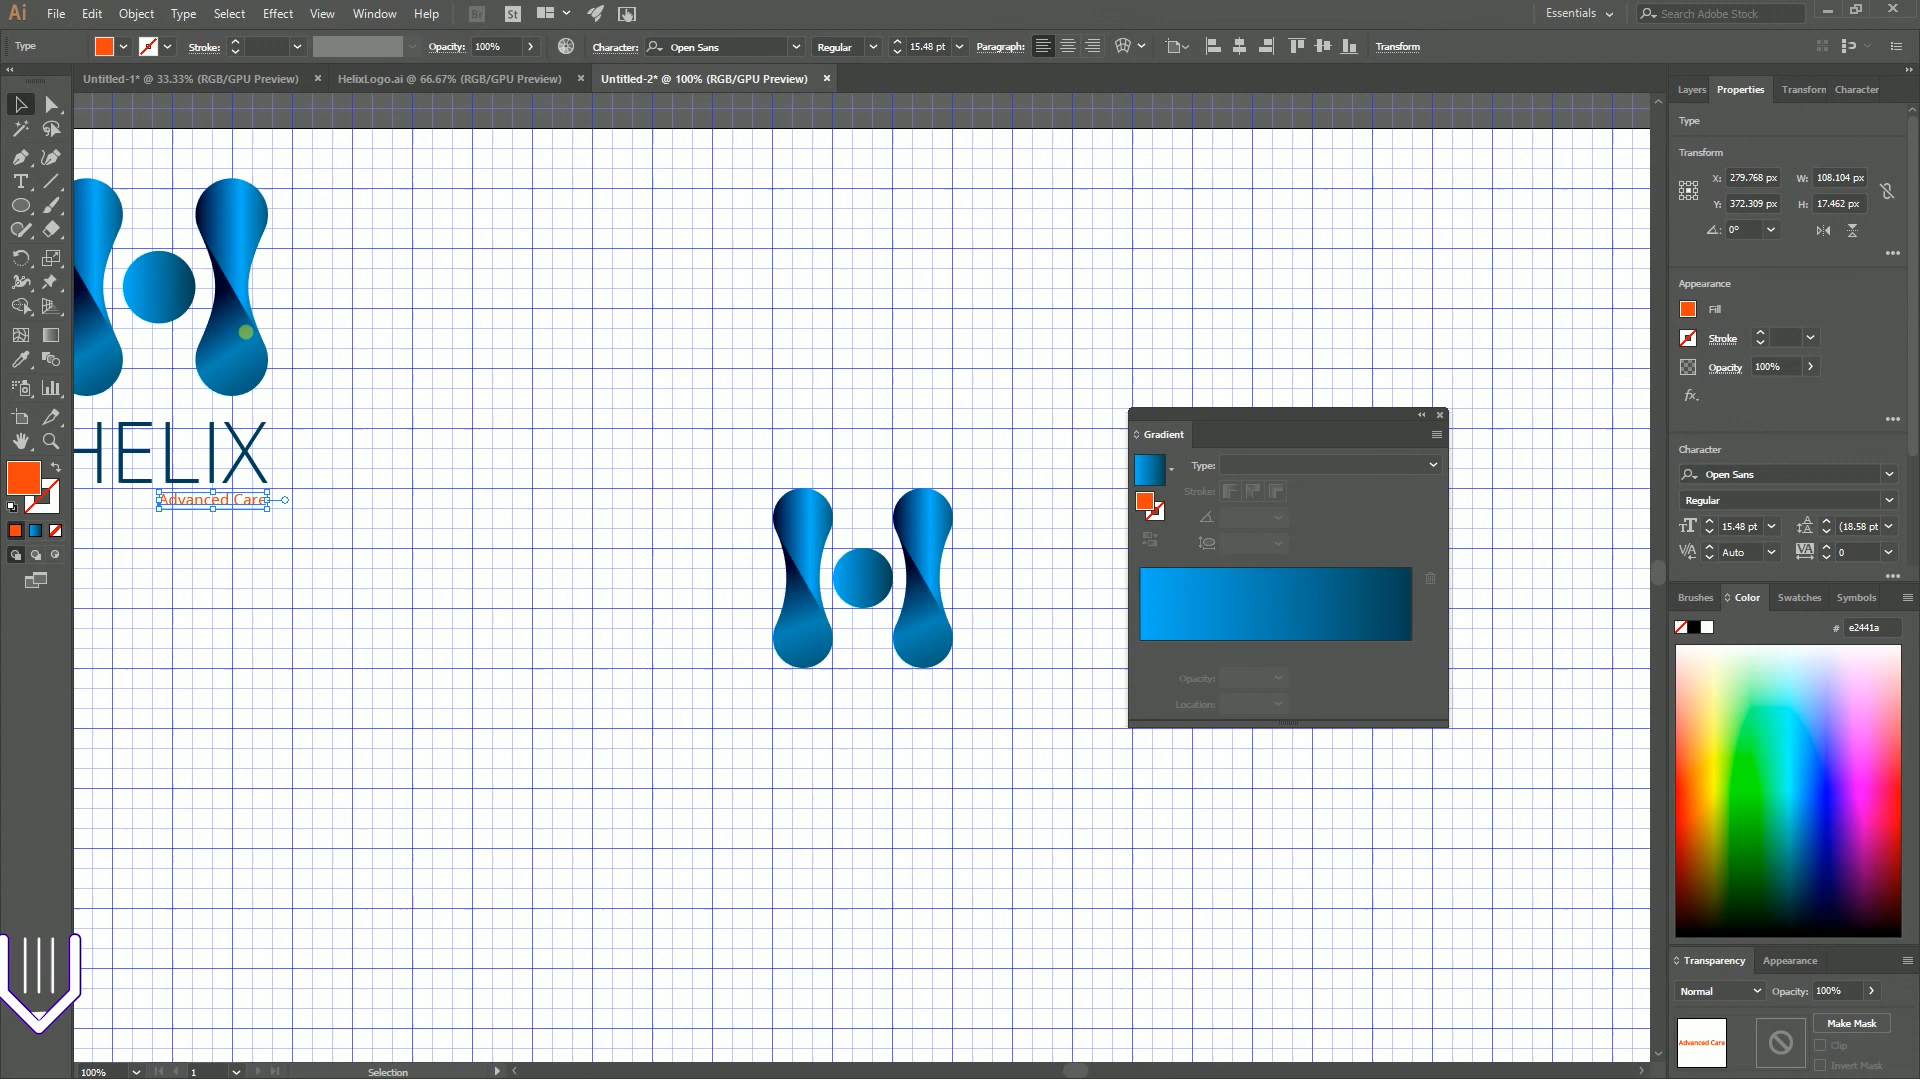 Ai File Edit Object Type Select Effect View Window Help Br St Essentials Search Adobe Stock
Type Stroke: Opacity: 100% Character: Open Sans Regular 15.48 pt Paragraph: Transform
Untitled-1* @ 33.33% (RGB/GPU Preview) × HelixLogo.ai @ 66.67% (RGB/GPU Preview) × Untitled-2* @ 100% (RGB/GPU Preview) ×
Layers Properties Transform Character
Type
Transform
X: 279.768 px W: 108.104 px
Y: 372.309 px H: 17.462 px
0°
Appearance
Fill
Stroke
Opacity 100%
fx.
Character
Open Sans
Regular
15.48 pt (18.58 pt
Auto 0
HELIX
Advanced Care
Gradient
Type:
Stroke:
Opacity:
Location:
Brushes Color Swatches Symbols
# e2441a
Transparency Appearance
Normal Opacity: 100%
Advanced Care
Make Mask
Clip
Invert Mask
100% 1 Selection